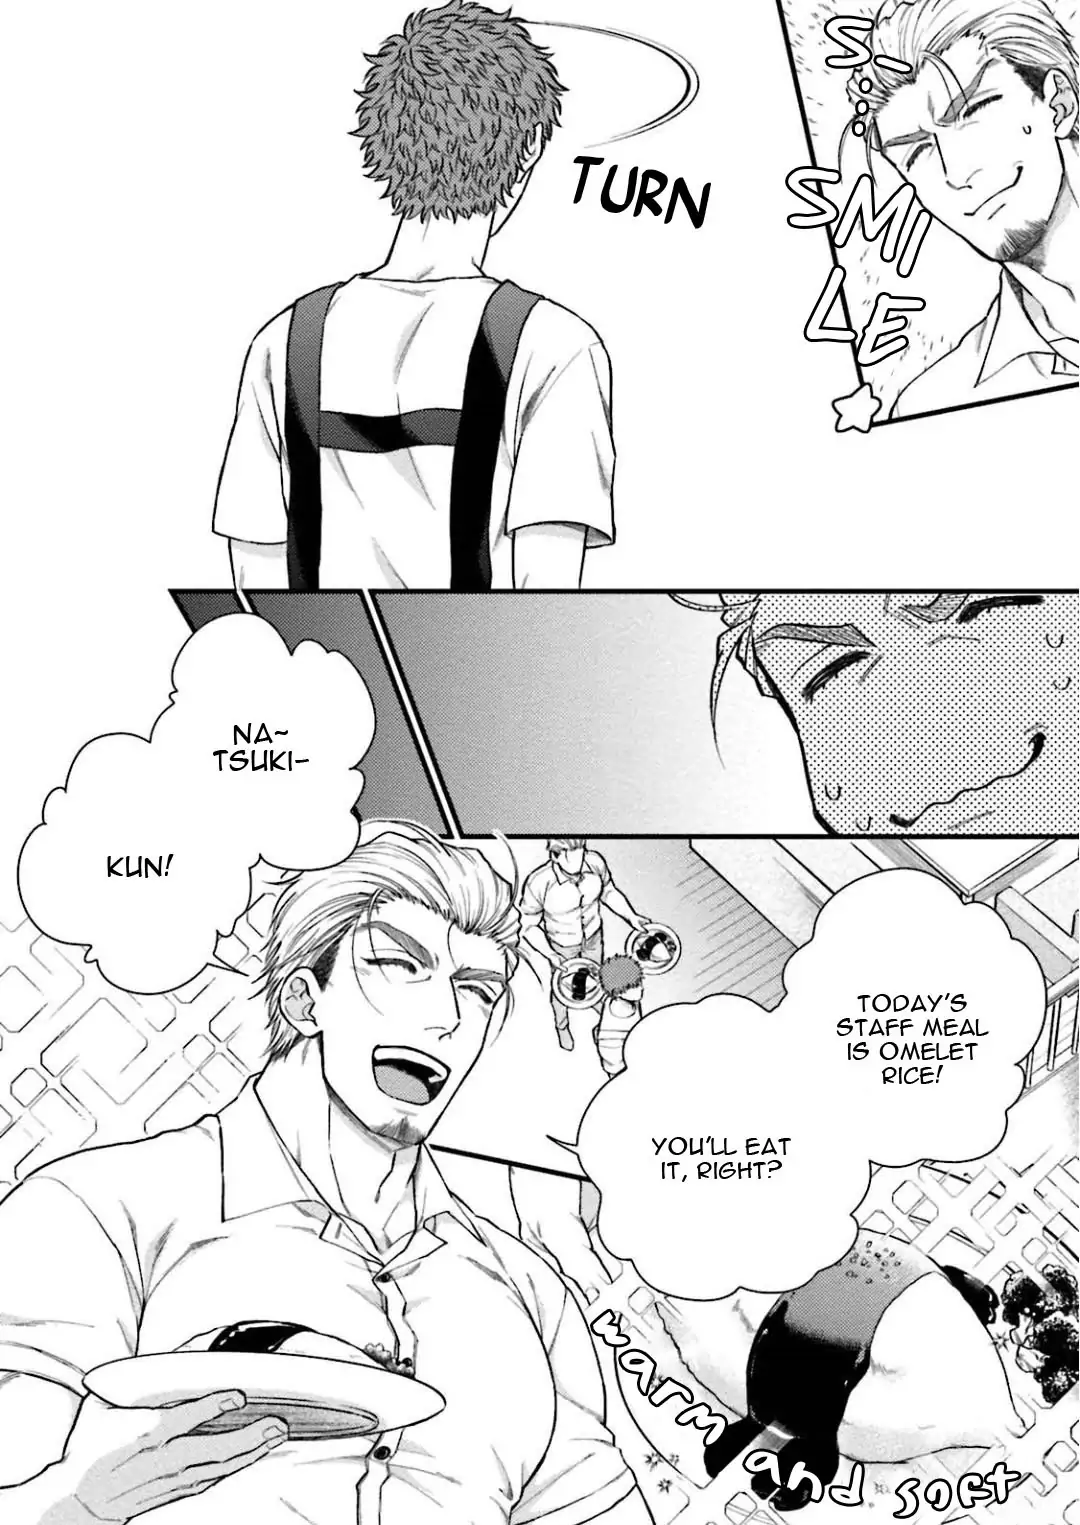 S-
SMI
LE
TURN
NA~
TSUKI-
KUN!
TODAY'S
STAFF MEAL
IS OMELET
RICE!
YOU'LL EAT
IT, RIGHT?
warm and soft